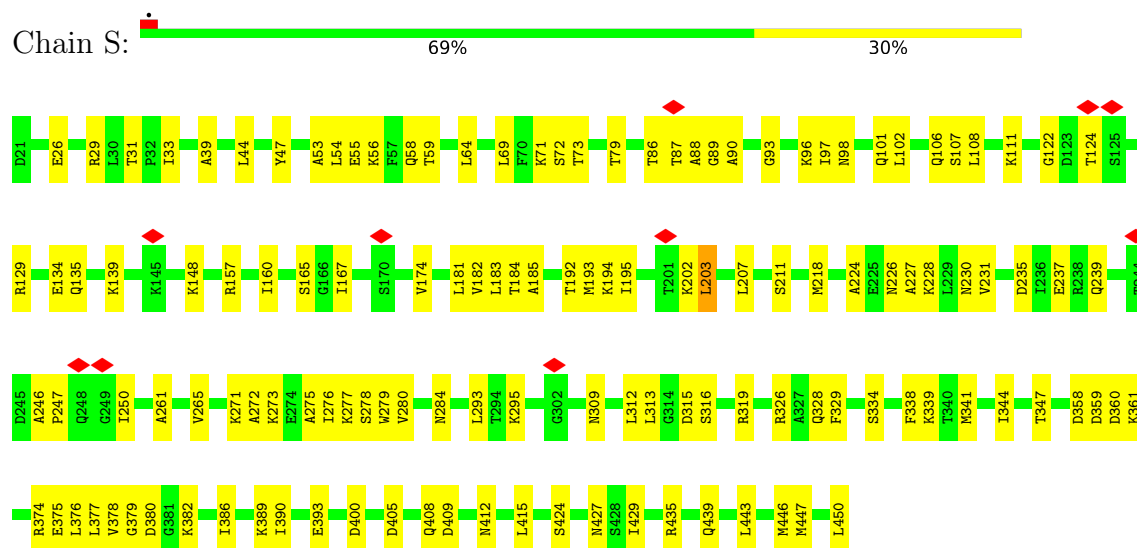 Chain S:
69% 30%
D21 E26 R29 L30 T31 P32 I33 A39 L44 Y47 A53 L54 E55 K56 F57 Q58 T59 L64 L69 F70 K71 S72 T73 T79 T86 T87 A88 G89 A90 G93 K96 I97 N98 Q101 L102 Q106 S107 L108 K111 G122 D123 T124 S125
R129 E134 Q135 K139 K145 K148 R157 I160 S165 G166 I167 S170 V174 L181 V182 L183 T184 A185 T192 M193 K194 I195 T201 K202 L203 L207 S211 M218 A224 E225 N226 A227 K228 L229 N230 V231 D235 I236 E237 R238 Q239
D245 A246 P247 Q248 G249 I250 A261 V265 K271 A272 K273 E274 A275 I276 K277 S278 W279 V280 N284 L293 T294 K295 G302 N309 L312 L313 G314 D315 S316 R319 R326 A327 Q328 F329 S334 F338 K339 T340 M341 I344 T347 D358 D359 D360 K361
R374 E375 L376 L377 V378 G379 D380 G381 K382 I386 K389 I390 E393 D400 D405 Q408 D409 N412 L415 S424 N427 S428 I429 R435 Q439 L443 M446 M447 L450